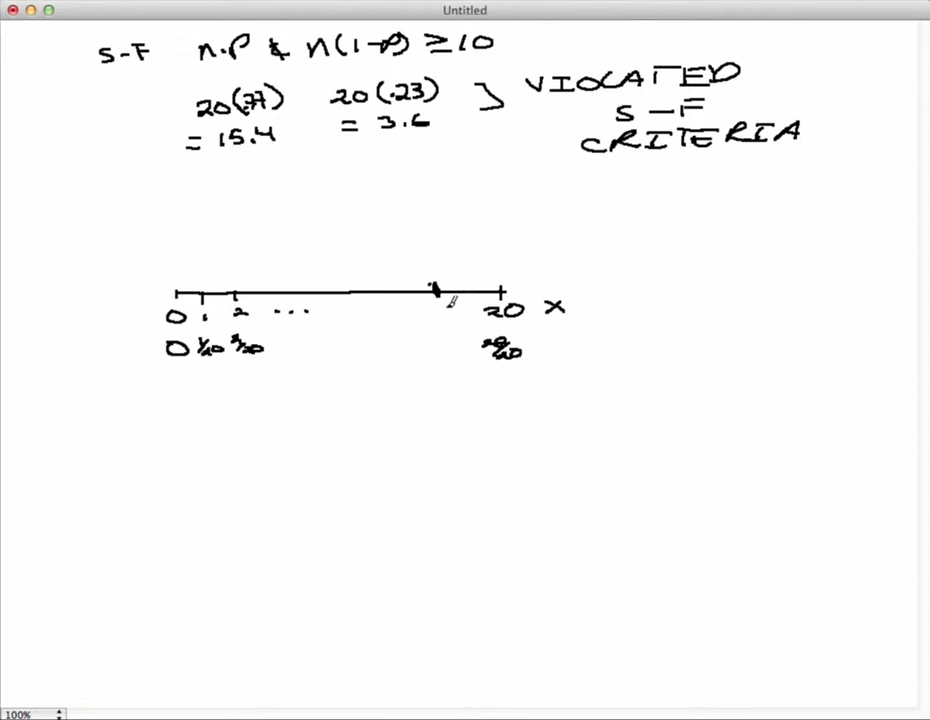 Untitled
S-F n.P & n(1-P) ≥ 10
20(.77) 20(.23) } VIOLATED
= 15.4 = 3.6 S-F
CRITERIA
0 1 2 ... 20 X
0 1/20 2/20 20/20
100%